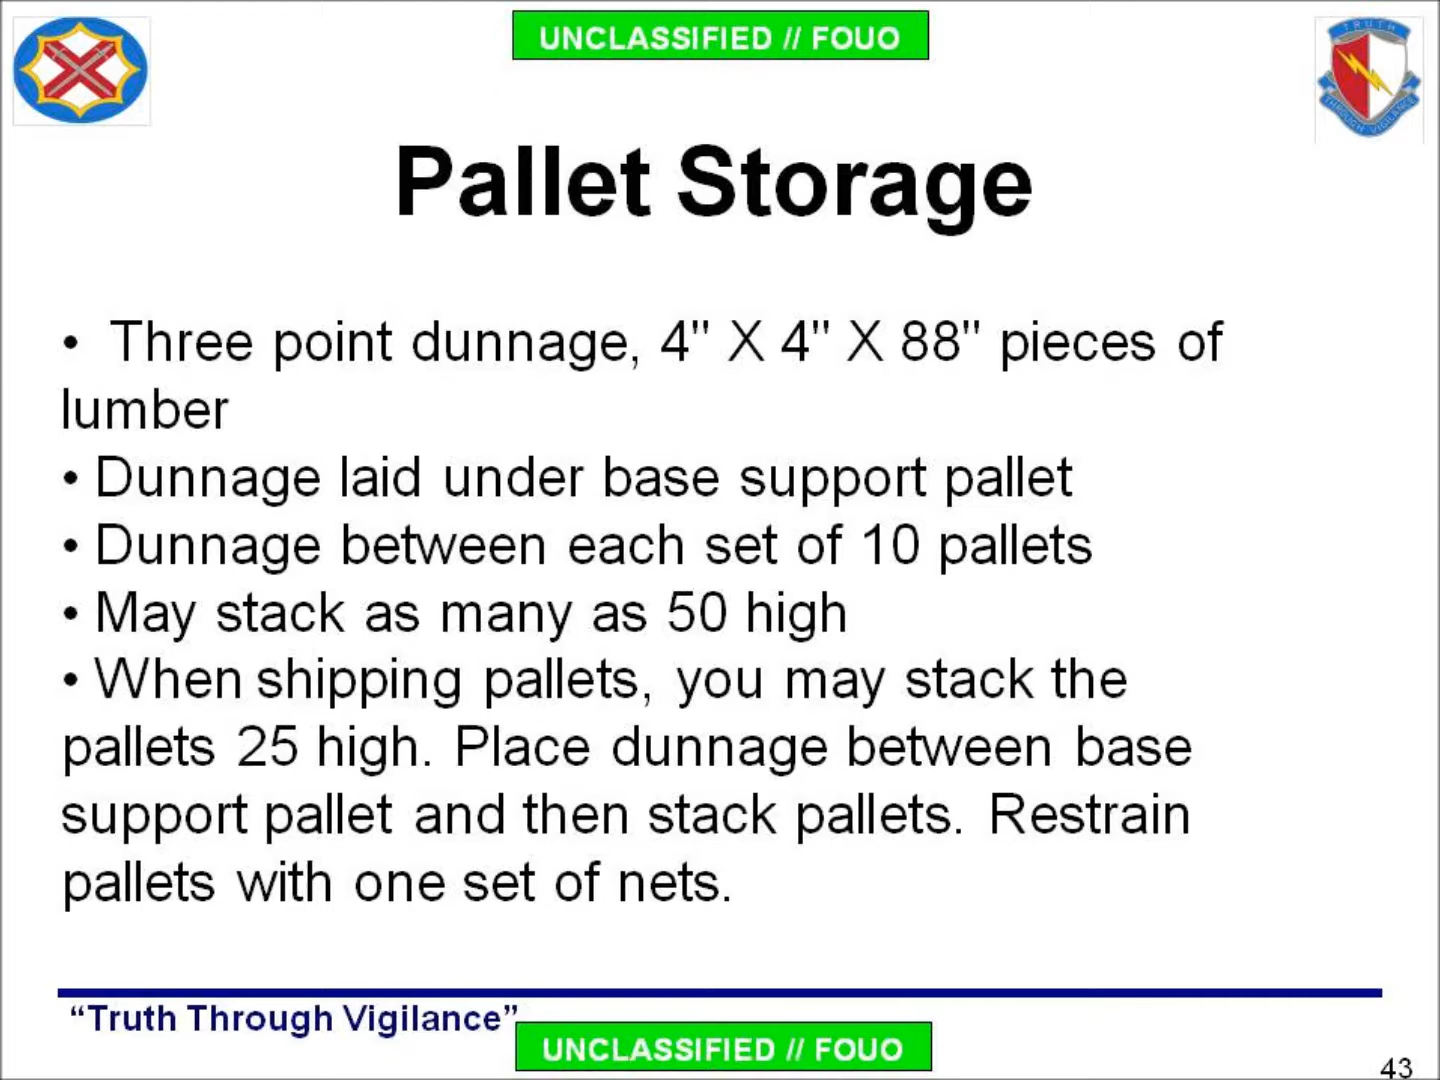 UNCLASSIFIED // FOUO
TRUTH
THROUGH VIGILANCE
Pallet Storage
• Three point dunnage, 4" X 4" X 88" pieces of
lumber
• Dunnage laid under base support pallet
• Dunnage between each set of 10 pallets
• May stack as many as 50 high
• When shipping pallets, you may stack the
pallets 25 high. Place dunnage between base
support pallet and then stack pallets. Restrain
pallets with one set of nets.
“Truth Through Vigilance”
UNCLASSIFIED // FOUO
43